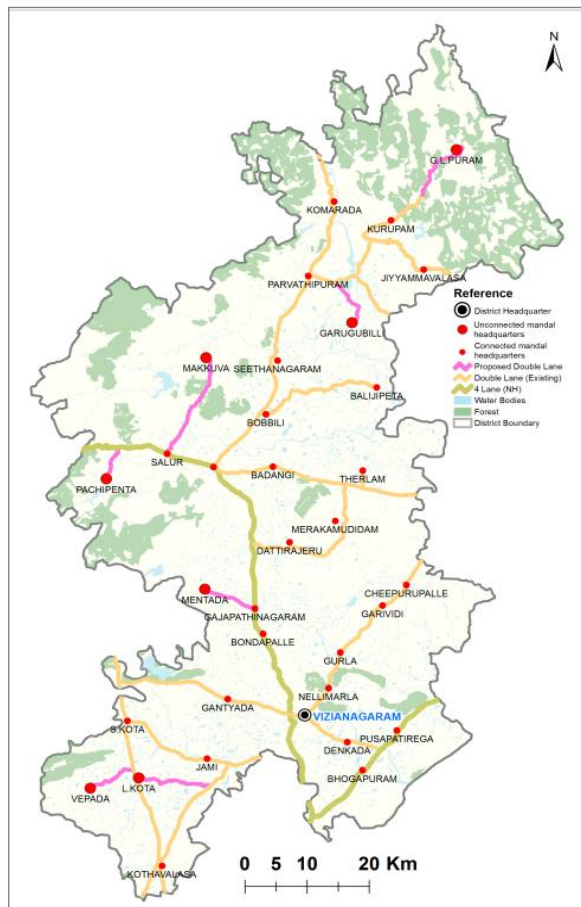 N
G.L.PURAM
KOMARADA
KURUPAM
PARVATHIPURAM
JIYYAMMAVALASA
GARUGUBILLI
Reference
District Headquarter
Unconnected mandal
headquarters
Connected mandal
headquarters
Proposed Double Lane
Double Lane (Existing)
4 Lane (NH)
Water Bodies
Forest
District Boundary
MAKKUVA
SEETHANAGARAM
BALIJIPETA
BOBBILI
SALUR
BADANGI
THERLAM
PACHIPENTA
MERAKAMUDIDAM
DATTIRAJERU
MENTADA
CHEEPURUPALLE
GAJAPATHINAGARAM
GARIVIDI
BONDAPALLE
GURLA
NELLIMARLA
GANTYADA
VIZIANAGARAM
S.KOTA
PUSAPATIREGA
DENKADA
JAMI
BHOGAPURAM
VEPADA
L.KOTA
KOTHAVALASA
0 5 10 20 Km